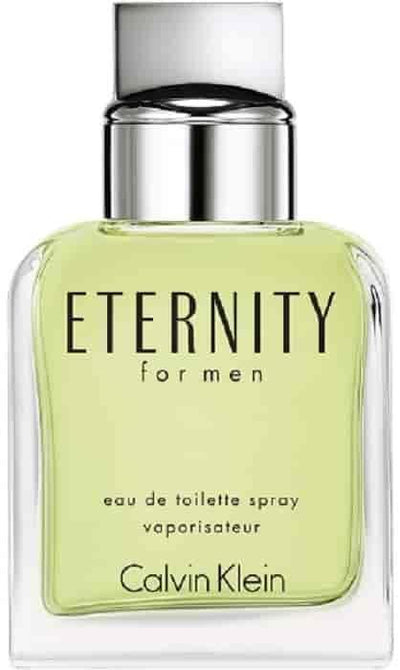 ETERNITY
for men
eau de toilette spray
vaporisateur
Calvin Klein